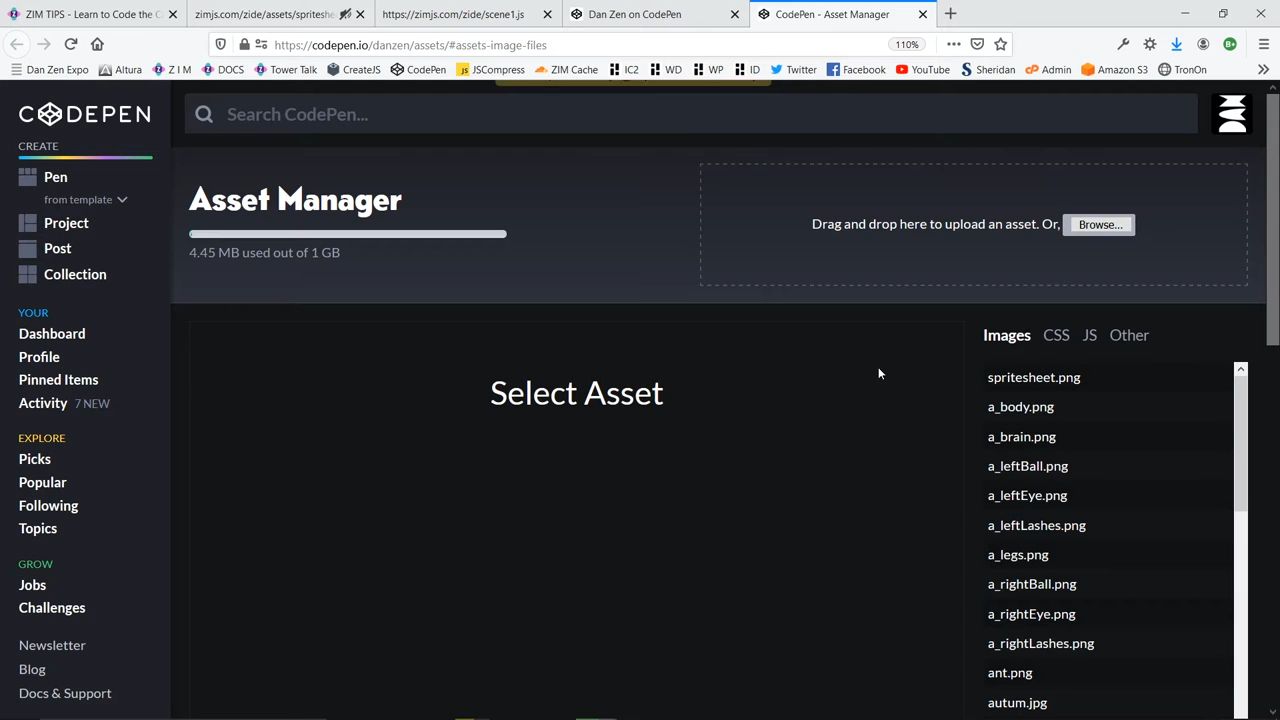 ZIM TIPS - Learn to Code the C
zimjs.com/zide/assets/spriteshe
https://zimjs.com/zide/scene1.js
Dan Zen on CodePen
CodePen - Asset Manager
https://codepen.io/danzen/assets/#assets-image-files
110%
Dan Zen Expo
Altura
Z I M
DOCS
Tower Talk
CreateJS
CodePen
JSCompress
ZIM Cache
IC2
WD
WP
ID
Twitter
Facebook
YouTube
Sheridan
Admin
Amazon S3
TronOn
CODEPEN
Search CodePen...
CREATE
Pen
from template
Project
Post
Collection
YOUR
Dashboard
Profile
Pinned Items
Activity 7 NEW
EXPLORE
Picks
Popular
Following
Topics
GROW
Jobs
Challenges
Newsletter
Blog
Docs & Support
Asset Manager
4.45 MB used out of 1 GB
Drag and drop here to upload an asset. Or, Browse...
Select Asset
Images CSS JS Other
spritesheet.png
a_body.png
a_brain.png
a_leftBall.png
a_leftEye.png
a_leftLashes.png
a_legs.png
a_rightBall.png
a_rightEye.png
a_rightLashes.png
ant.png
autum.jpg